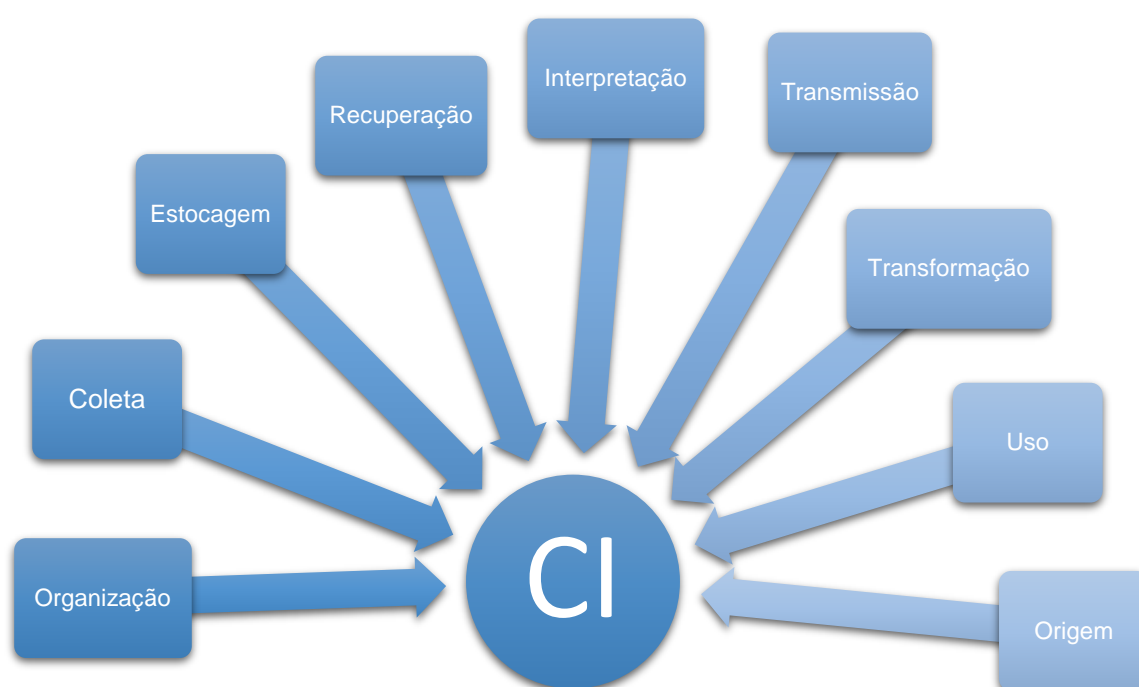 Organização
Coleta
Estocagem
Recuperação
Interpretação
Transmissão
Transformação
Uso
Origem
CI